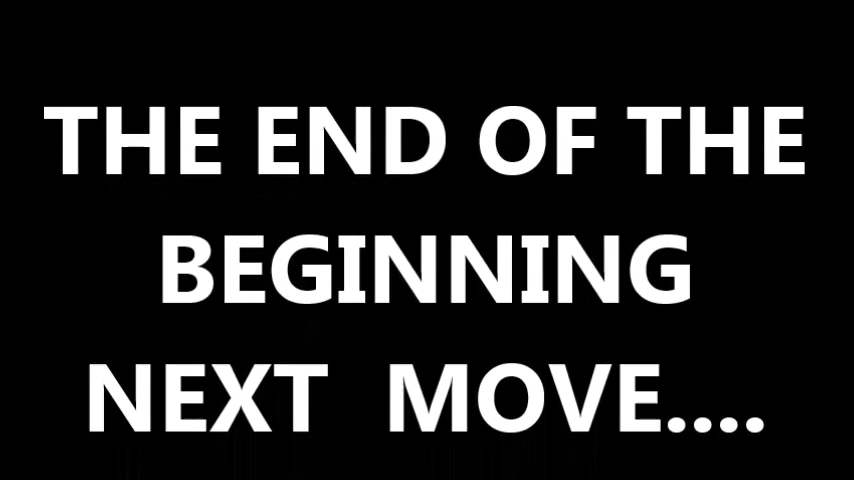 THE END OF THE
BEGINNING
NEXT  MOVE....